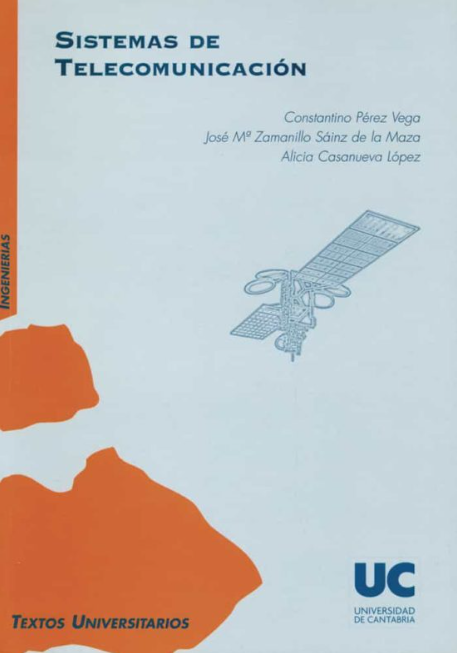 SISTEMAS DE
TELECOMUNICACIÓN
Constantino Pérez Vega
José Mª Zamanillo Sáinz de la Maza
Alicia Casanueva López
INGENIERIAS
UC
UNIVERSIDAD
DE CANTABRIA
TEXTOS UNIVERSITARIOS